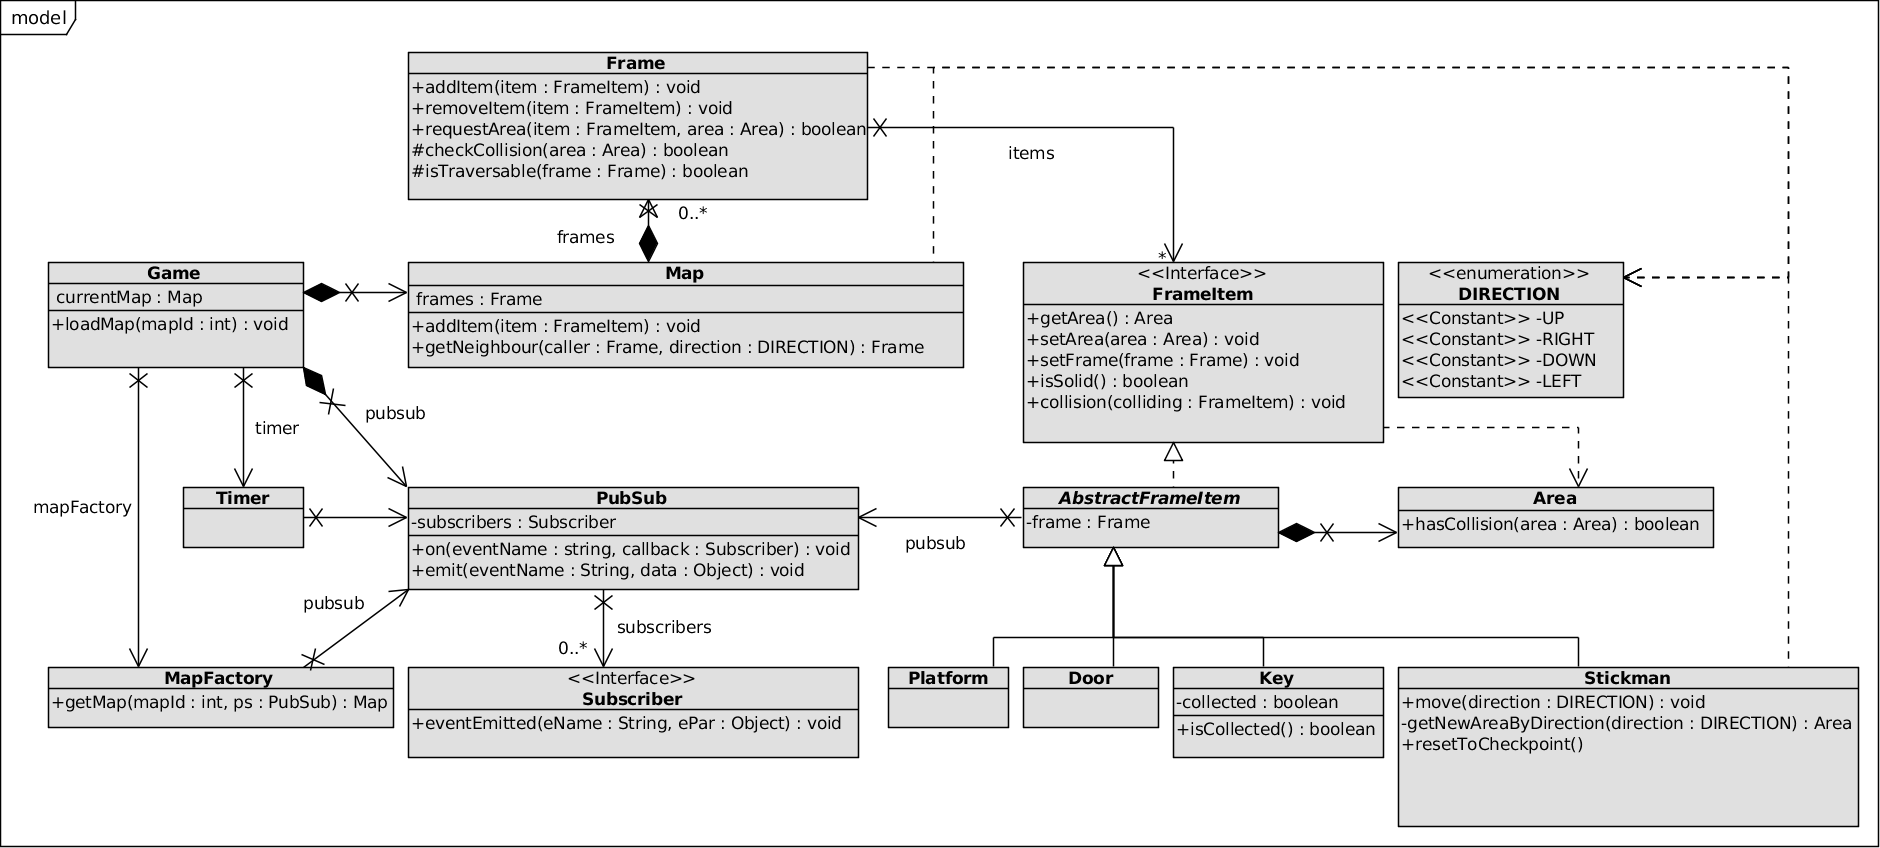 model
Frame
+addItem(item : FrameItem) : void
+removeItem(item : FrameItem) : void
+requestArea(item : FrameItem, area : Area) : boolean
#checkCollision(area : Area) : boolean
#isTraversable(frame : Frame) : boolean
items
0..*
frames
*
Game
currentMap : Map
+loadMap(mapId : int) : void
Map
frames : Frame
+addItem(item : FrameItem) : void
+getNeighbour(caller : Frame, direction : DIRECTION) : Frame
<<Interface>>
FrameItem
+getArea() : Area
+setArea(area : Area) : void
+setFrame(frame : Frame) : void
+isSolid() : boolean
+collision(colliding : FrameItem) : void
<<enumeration>>
DIRECTION
<<Constant>> -UP
<<Constant>> -RIGHT
<<Constant>> -DOWN
<<Constant>> -LEFT
pubsub
timer
mapFactory
Timer
PubSub
-subscribers : Subscriber
+on(eventName : string, callback : Subscriber) : void
+emit(eventName : String, data : Object) : void
pubsub
AbstractFrameItem
-frame : Frame
Area
+hasCollision(area : Area) : boolean
pubsub
subscribers
0..*
MapFactory
+getMap(mapId : int, ps : PubSub) : Map
<<Interface>>
Subscriber
+eventEmitted(eName : String, ePar : Object) : void
Platform
Door
Key
-collected : boolean
+isCollected() : boolean
Stickman
+move(direction : DIRECTION) : void
-getNewAreaByDirection(direction : DIRECTION) : Area
+resetToCheckpoint()